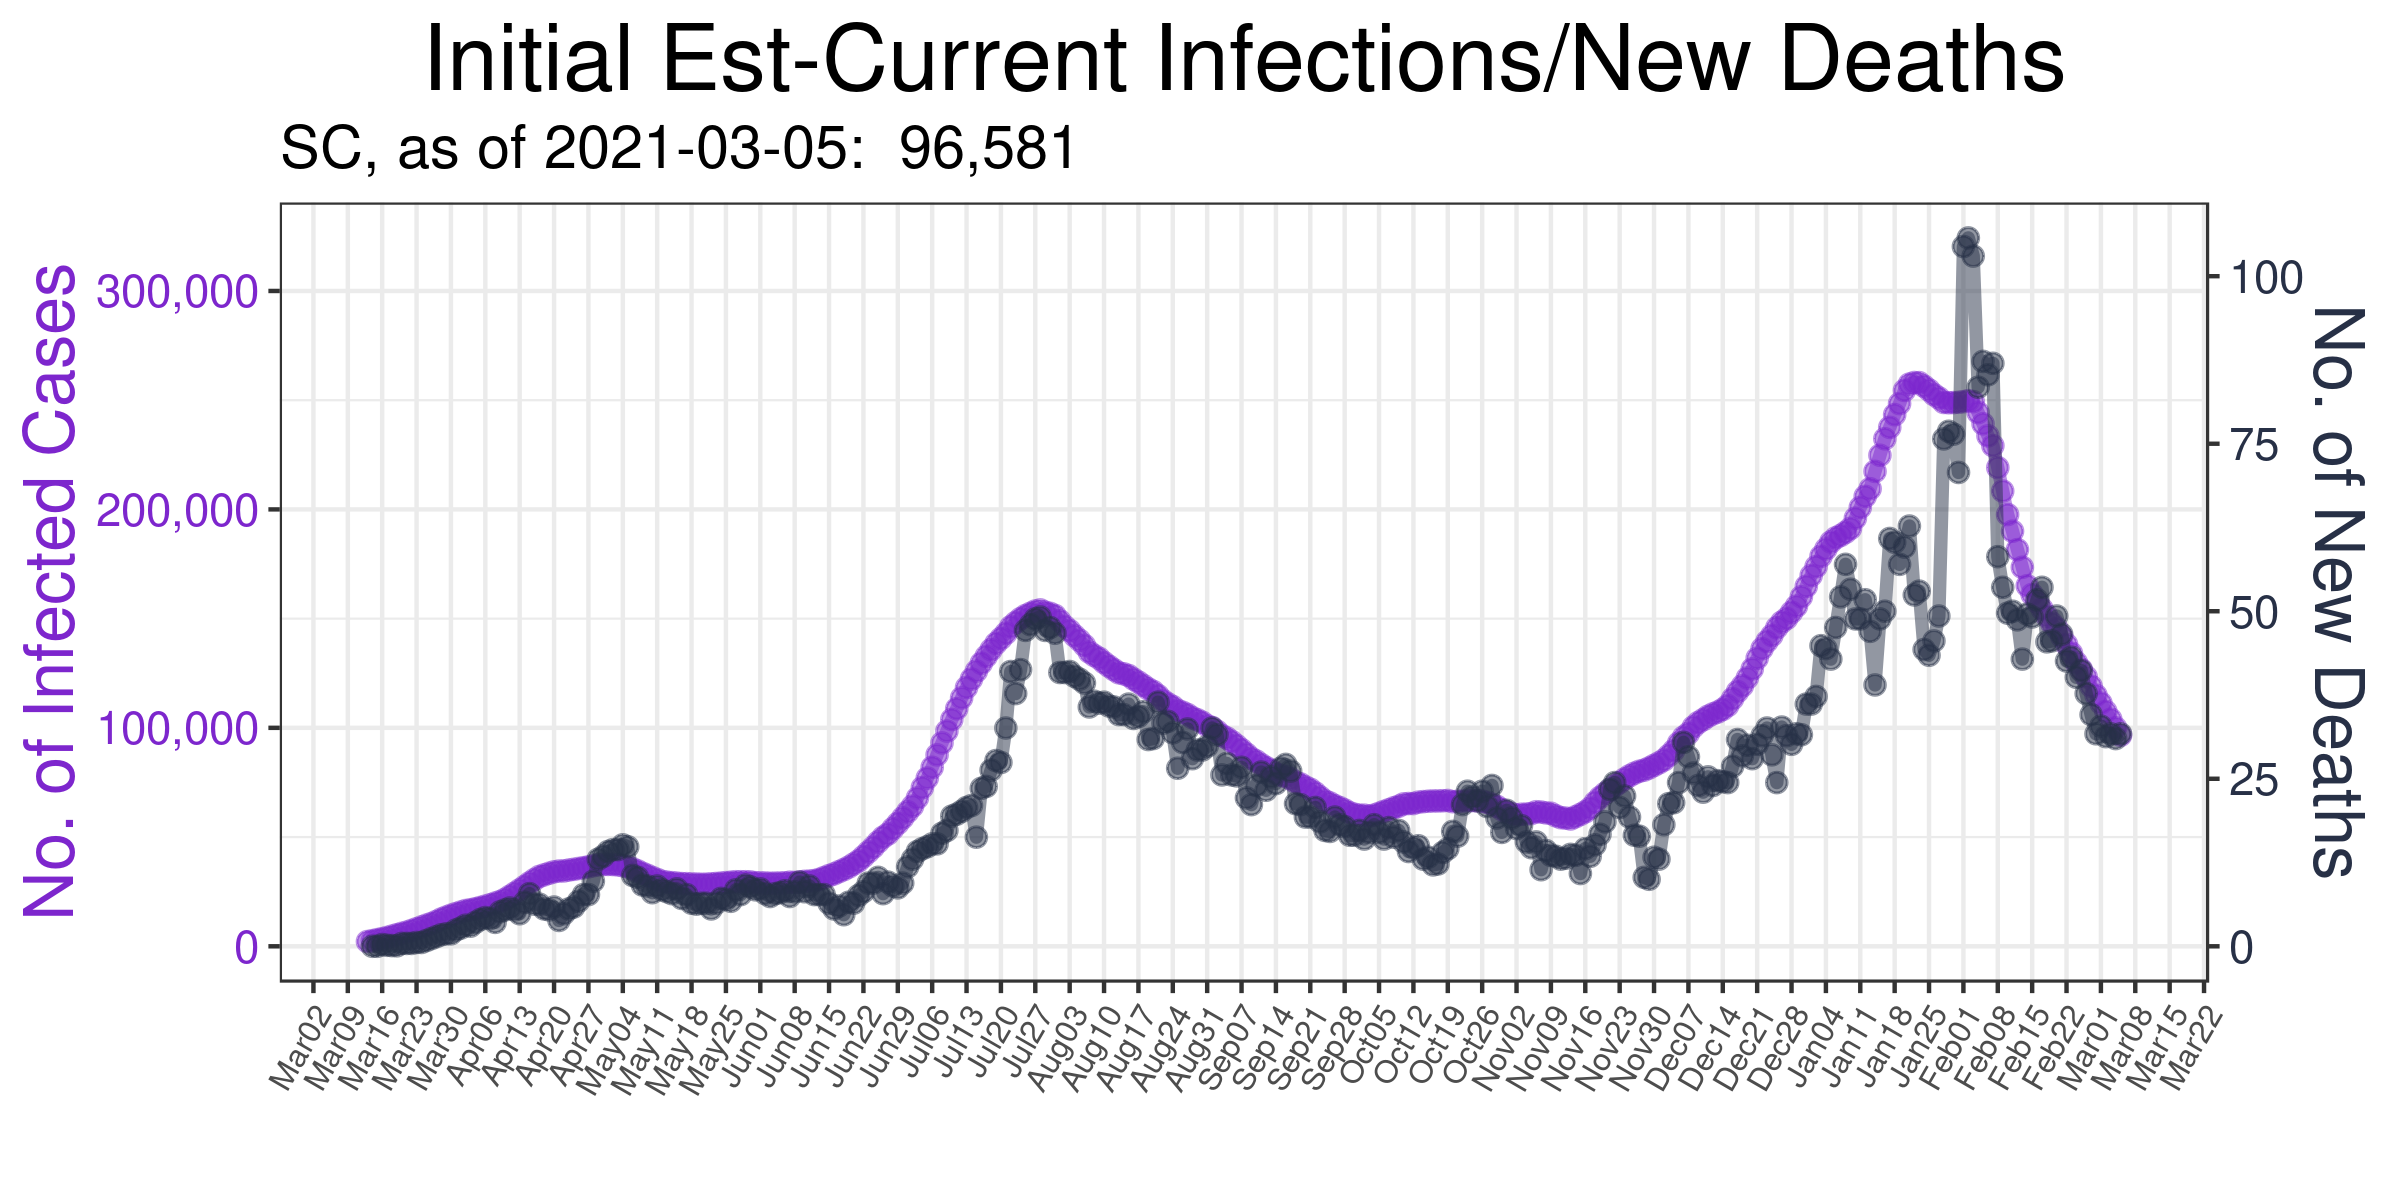 Initial Est-Current Infections/New Deaths
SC, as of 2021-03-05:  96,581
No. of Infected Cases
300,000
200,000
100,000
0
100
75
50
25
0
No. of New Deaths
Mar02
Mar09
Mar16
Mar23
Mar30
Apr06
Apr13
Apr20
Apr27
May04
May11
May18
May25
Jun01
Jun08
Jun15
Jun22
Jun29
Jul06
Jul13
Jul20
Jul27
Aug03
Aug10
Aug17
Aug24
Aug31
Sep07
Sep14
Sep21
Sep28
Oct05
Oct12
Oct19
Oct26
Nov02
Nov09
Nov16
Nov23
Nov30
Dec07
Dec14
Dec21
Dec28
Jan04
Jan11
Jan18
Jan25
Feb01
Feb08
Feb15
Feb22
Mar01
Mar08
Mar15
Mar22